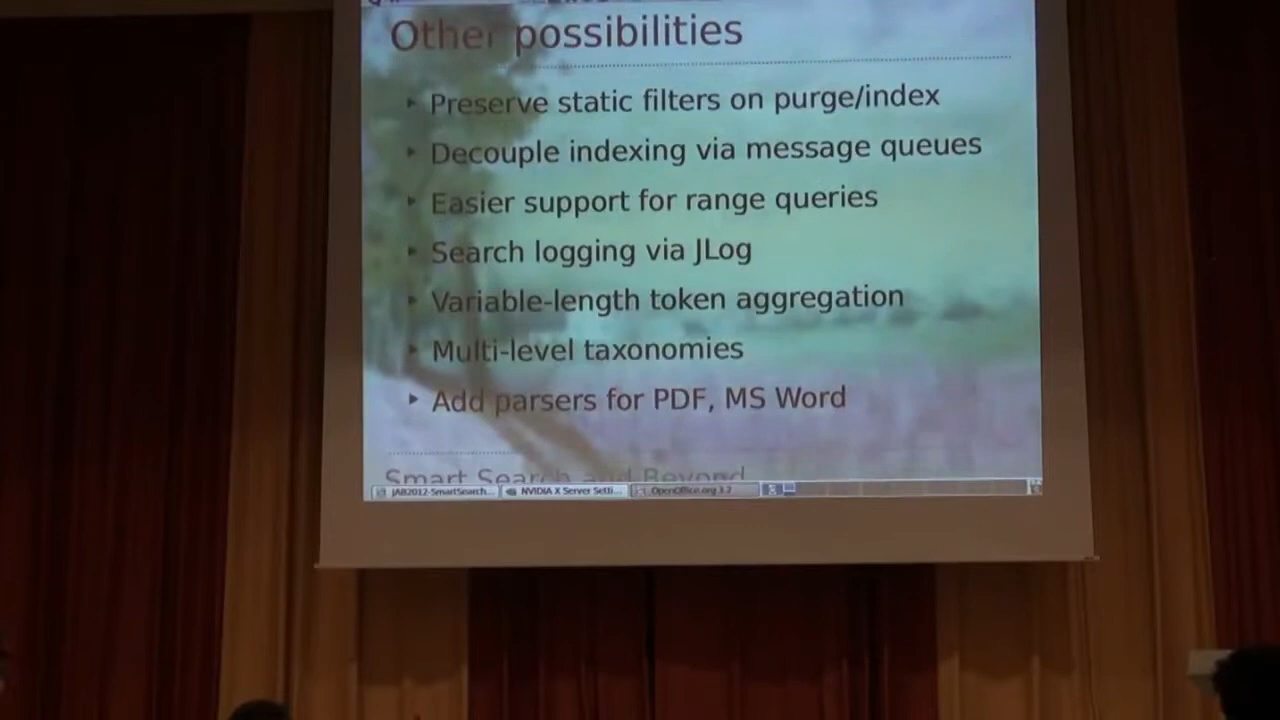 Other possibilities
Preserve static filters on purge/index
Decouple indexing via message queues
Easier support for range queries
Search logging via JLog
Variable-length token aggregation
Multi-level taxonomies
Add parsers for PDF, MS Word
Smart Search and Beyond
JAB2012-SmartSearch... NVIDIA X Server Setti... OpenOffice.org 3.2